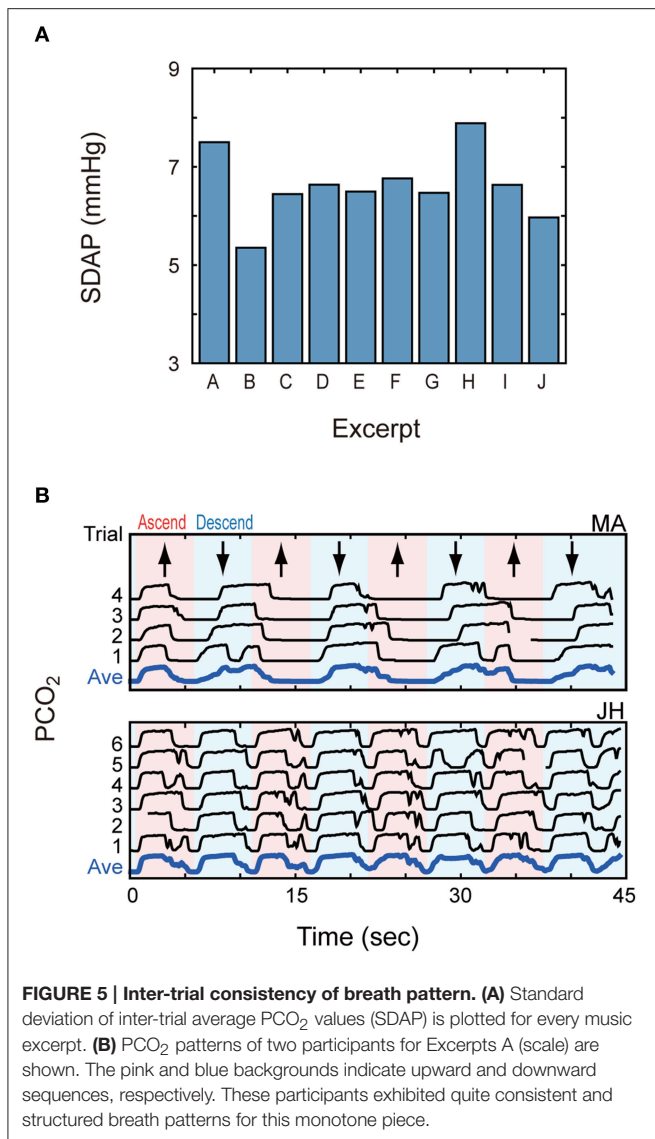 A
9
7
5
3
SDAP (mmHg)
A B C D E F G H I J
Excerpt
B
Trial Ascend Descend MA
4
3
2
1
Ave
PCO2
JH
6
5
4
3
2
1
Ave
0 15 30 45
Time (sec)
FIGURE 5 | Inter-trial consistency of breath pattern. (A) Standard
deviation of inter-trial average PCO2 values (SDAP) is plotted for every music
excerpt. (B) PCO2 patterns of two participants for Excerpts A (scale) are
shown. The pink and blue backgrounds indicate upward and downward
sequences, respectively. These participants exhibited quite consistent and
structured breath patterns for this monotone piece.